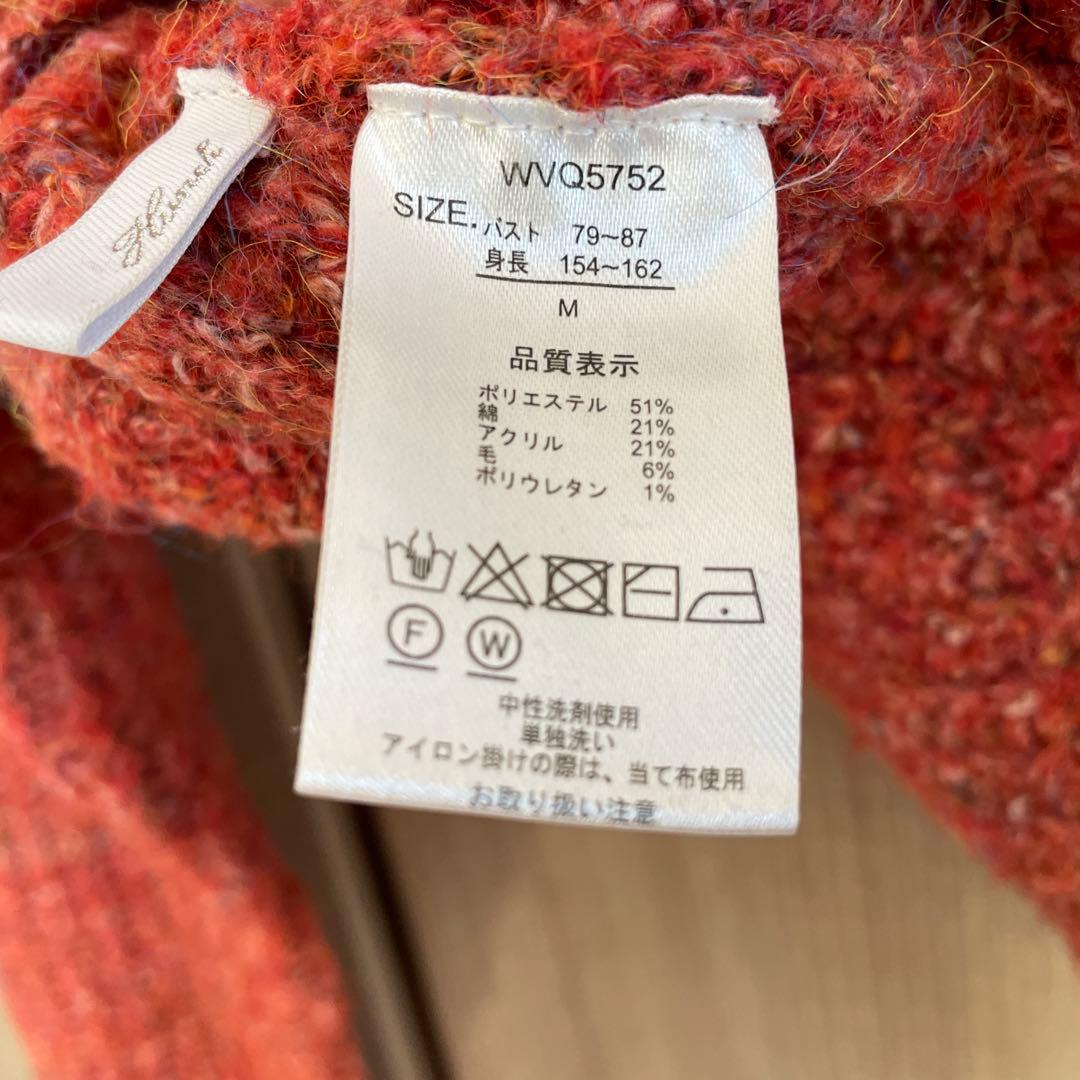 WVQ5752
SIZE. バスト 79~87
身長 154~162
M
品質表示
ポリエステル 51%
綿 21%
アクリル 21%
毛 6%
ポリウレタン 1%
F W
中性洗剤使用
単独洗い
アイロン掛けの際は、当て布使用
お取り扱い注意